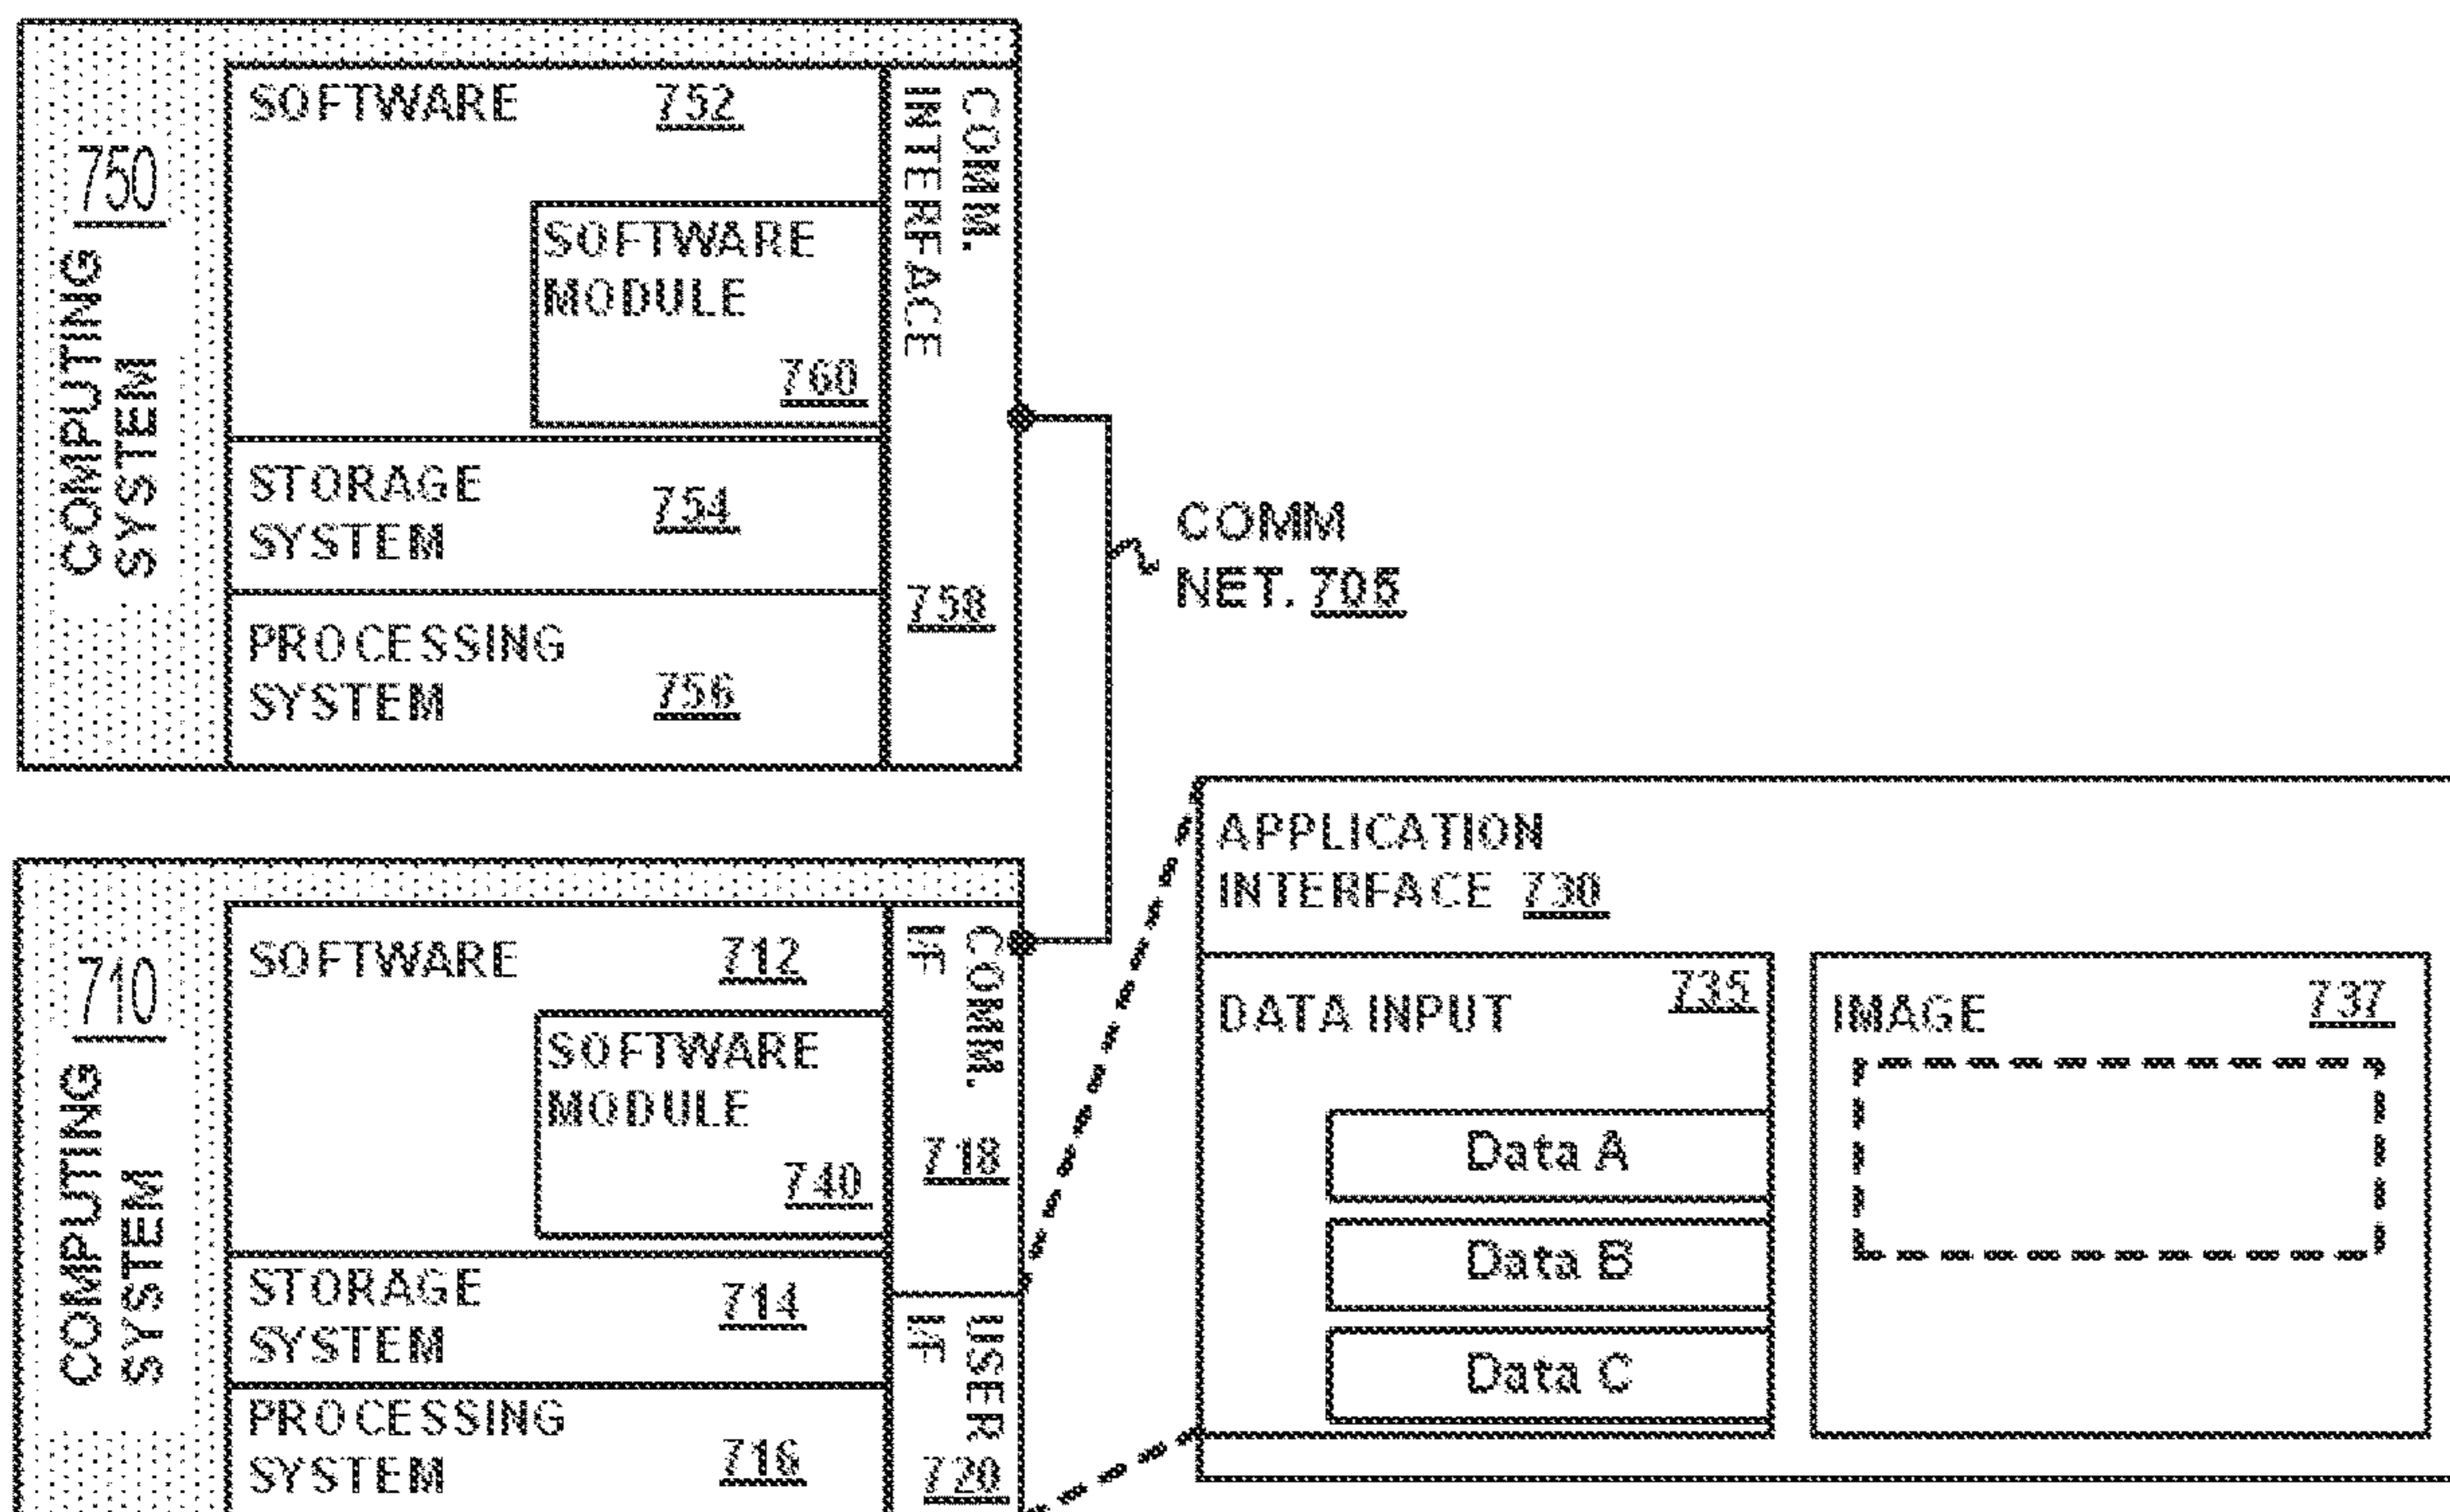 COMPUTING 750
SYSTEM
SOFTWARE 752
SOFTWARE
MODULE
760
STORAGE
SYSTEM 754
PROCESSING
SYSTEM 756
COMM.
INTERFACE
758
COMM
NET. 705
COMPUTING 710
SYSTEM
SOFTWARE 712
SOFTWARE
MODULE
740
STORAGE
SYSTEM 714
PROCESSING
SYSTEM 716
COMM.
I/F
718
USER
I/F
720
APPLICATION
INTERFACE 730
DATA INPUT 735
Data A
Data B
Data C
IMAGE 737